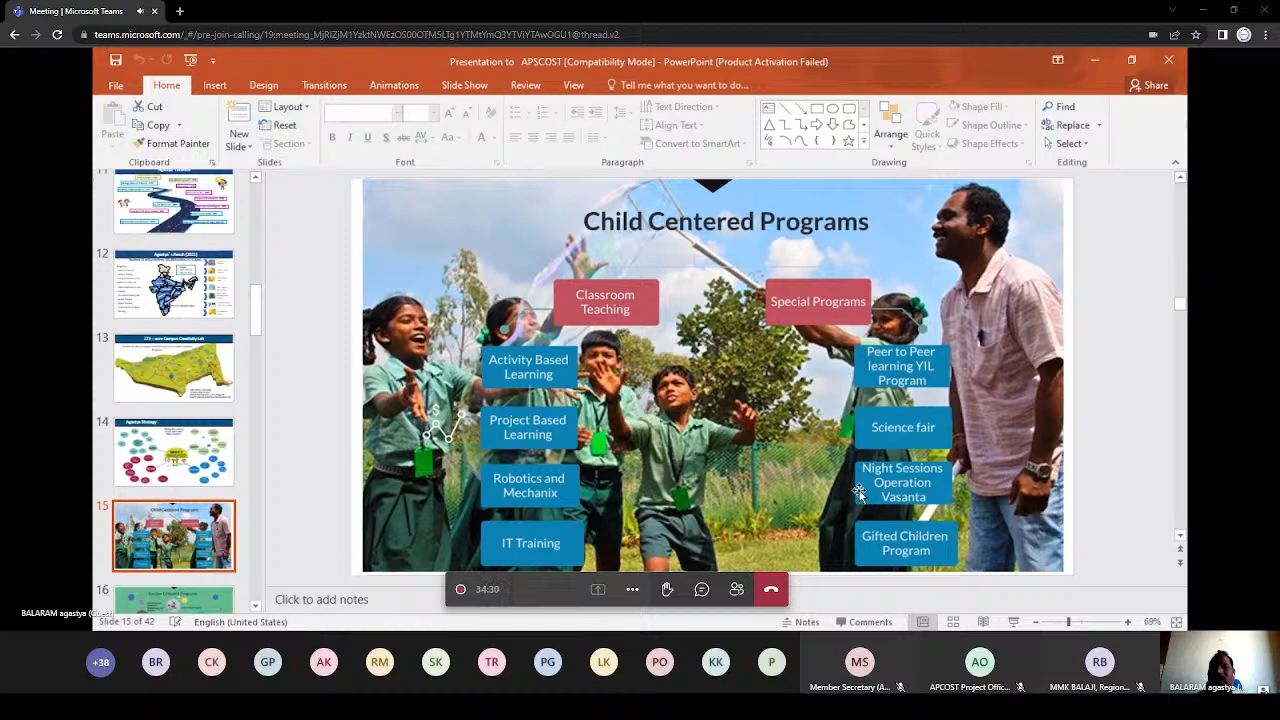 Meeting | Microsoft Teams
teams.microsoft.com/_#/pre-join-calling/19:meeting_MjRIZjM1YzktNWEzOS00OTM5LTg1YTMtYmQ3YTViYTAwOGU1@thread.v2
Presentation to APSCOST [Compatibility Mode] - PowerPoint (Product Activation Failed)
File Home Insert Design Transitions Animations Slide Show Review View Tell me what you want to do... Share
Paste
Cut
Copy
Format Painter
New Slide
Layout
Reset
Section
Text Direction
Align Text
Convert to SmartArt
Arrange
Quick Styles
Shape Fill
Shape Outline
Shape Effects
Find
Replace
Select
Clipboard Slides Font Paragraph Drawing Editing
12
13
14
Agastya Strategy
15
16
Child Centered Programs
Classroom
Teaching
Activity Based
Learning
Project Based
Learning
Robotics and
Mechanix
IT Training
Special Programs
Peer to Peer
learning YIL
Program
Science fair
Night Sessions
Operation
Vasanta
Gifted Children
Program
34:30
Click to add notes
BALARAM agastya (Guest
Slide 15 of 42 English (United States) Notes Comments 69%
+38 BR CK GP AK RM SK TR PG LK PO KK P MS AO RB
Member Secretary (A... APCOST Project Offic... MMK BALAJI, Region... BALARAM agastya (...